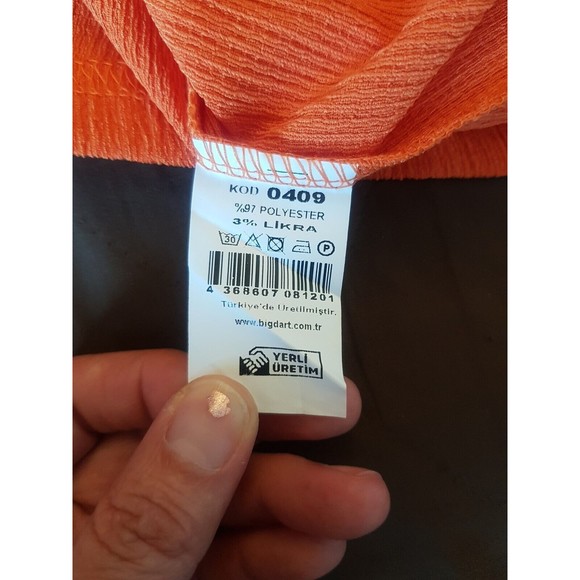 KOD 0409
%97 POLYESTER
3% LİKRA
30 P
4 368607 081201
Türkiye'de Üretilmiştir.
www.bigdart.com.tr
YERLİ
ÜRETİM